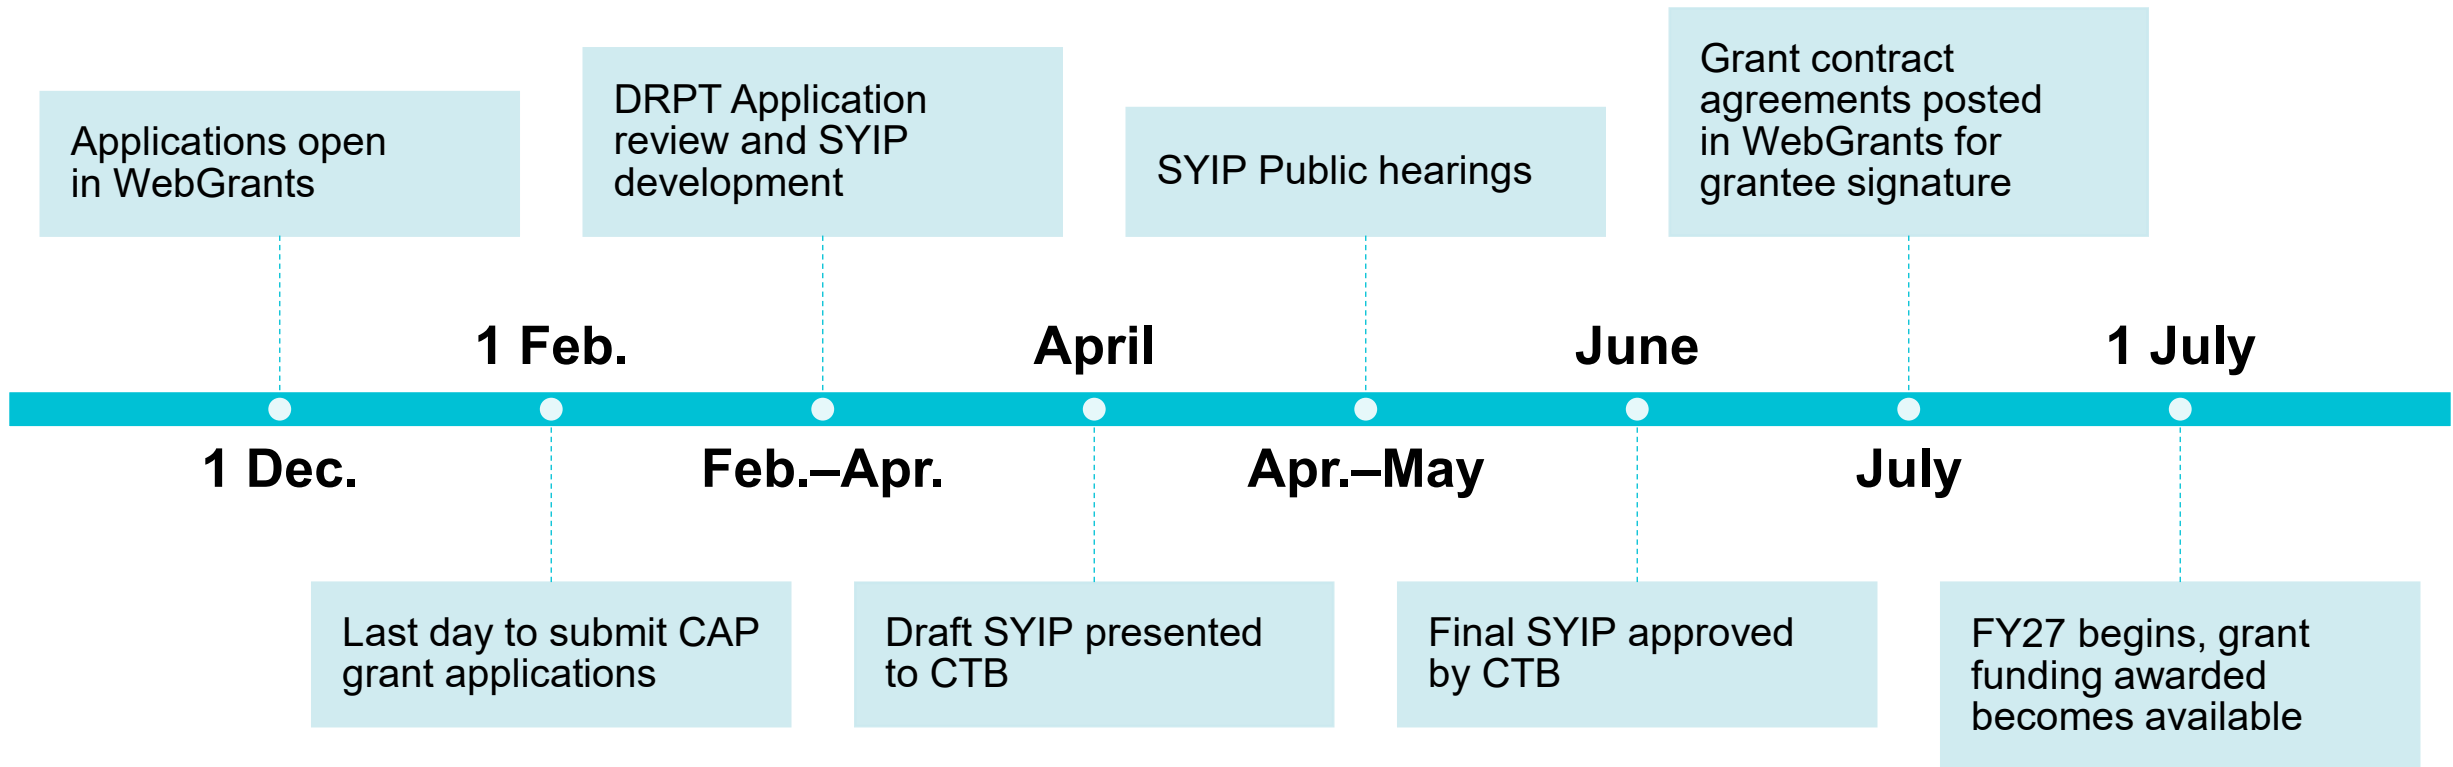 Applications open
in WebGrants
1 Dec.
1 Feb.
Last day to submit CAP
grant applications
DRPT Application
review and SYIP
development
Feb.–Apr.
April
Draft SYIP presented
to CTB
SYIP Public hearings
Apr.–May
June
Final SYIP approved
by CTB
Grant contract
agreements posted
in WebGrants for
grantee signature
July
1 July
FY27 begins, grant
funding awarded
becomes available